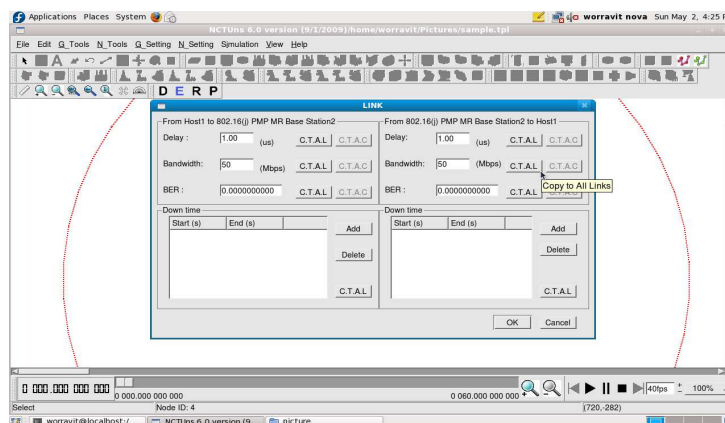 Applications Places System worravit nova Sun May 2, 4:25 P
NCTUns 6.0 version (9/1/2009)/home/worravit/Pictures/sample.tpl
File Edit G_Tools N_Tools G_Setting N_Setting Simulation View Help
D E R P
LINK
From Host1 to 802.16(j) PMP MR Base Station2 From 802.16(j) PMP MR Base Station2 to Host1
Delay : 1.00 (us) C.T.A.L C.T.A.C Delay: 1.00 (us) C.T.A.L C.T.A.C
Bandwidth: 50 (Mbps) C.T.A.L C.T.A.C Bandwidth: 50 (Mbps) C.T.A.L C.T.A.C
BER : 0.0000000000 C.T.A.L C.T.A.C BER : 0.0000000000 C.T.A.L
Copy to All Links
Down time Down time
Start (s) End (s) Add Start (s) End (s) Add
Delete Delete
C.T.A.L C.T.A.L
OK Cancel
0 000 .000 000 000 0 000.000 000 000 0 060.000 000 000 40fps 100%
Select Node ID: 4 (720,-282)
worravit@localhost:/ NCTUns 6.0 version (9 picture